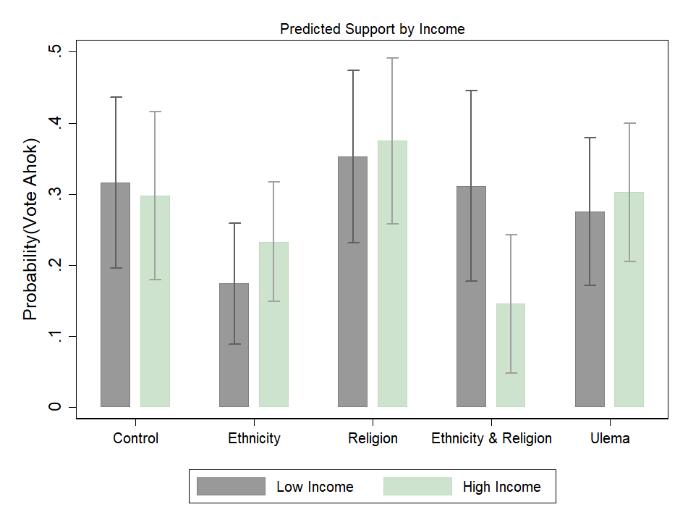 Predicted Support by Income
Probability(Vote Ahok)
.5
.4
.3
.2
.1
0
Control
Ethnicity
Religion
Ethnicity & Religion
Ulema
Low Income
High Income